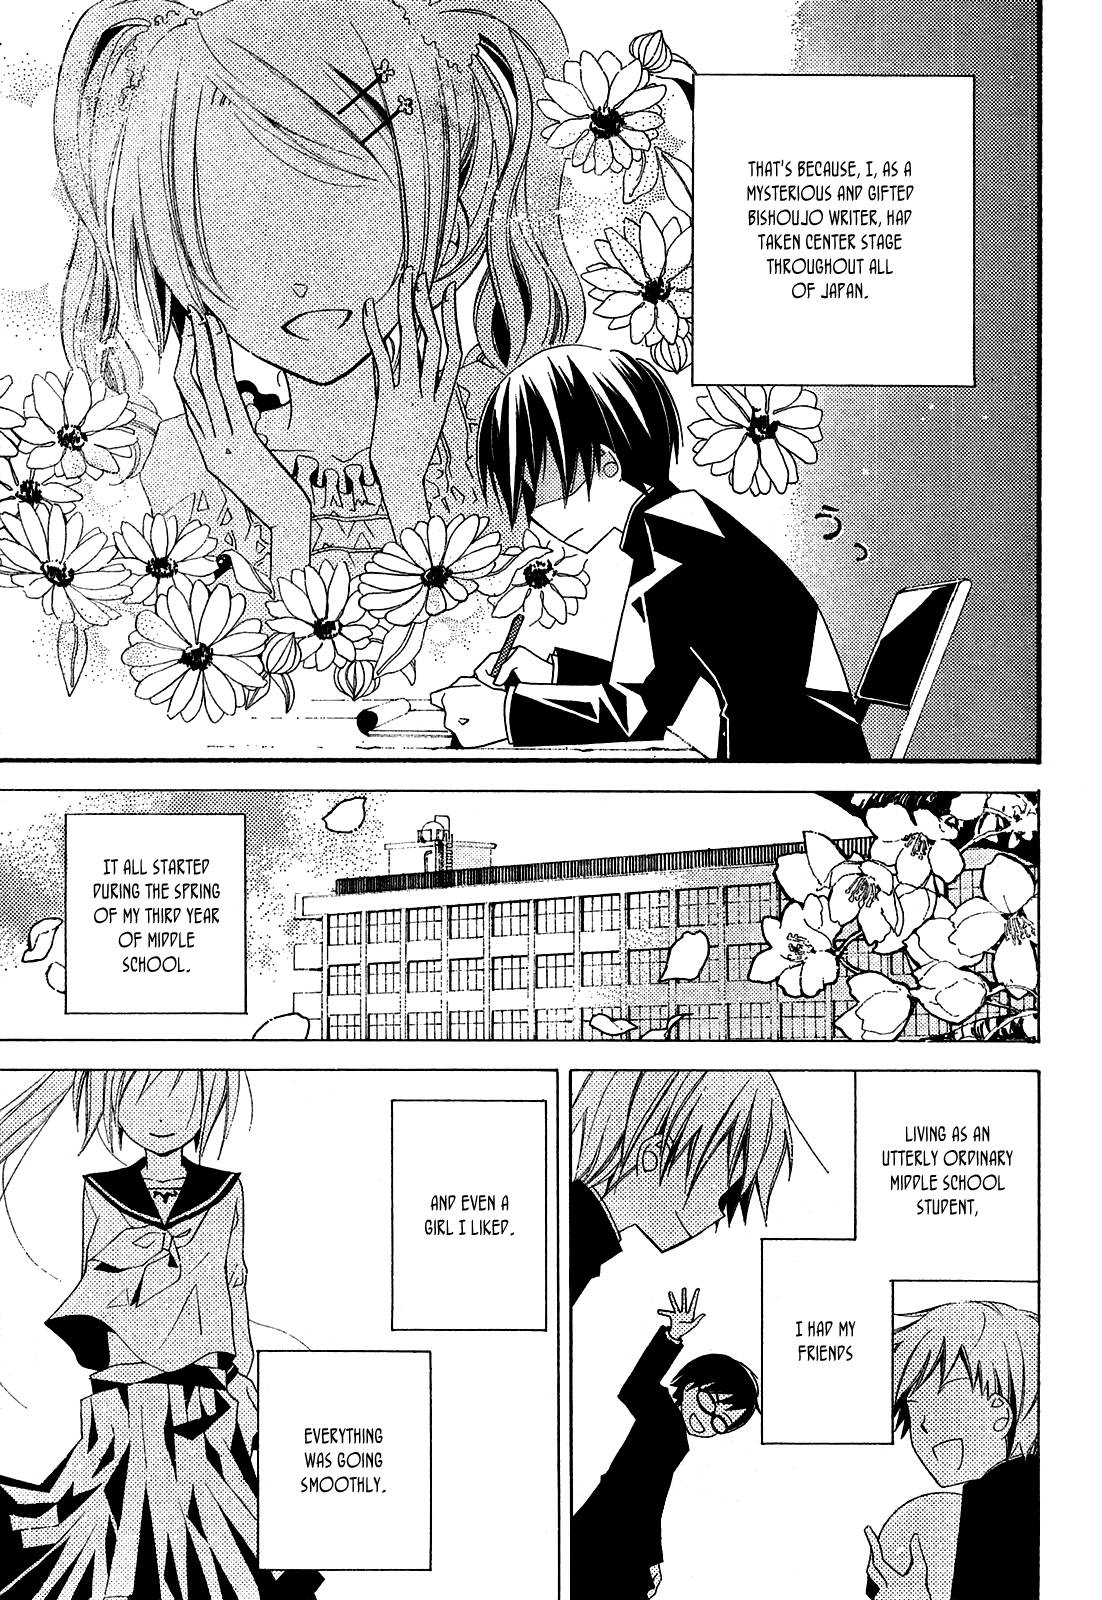 THAT'S BECAUSE, I, AS A
MYSTERIOUS AND GIFTED
BISHOUJO WRITER, HAD
TAKEN CENTER STAGE
THROUGHOUT ALL
OF JAPAN.
う
IT ALL STARTED
DURING THE SPRING
OF MY THIRD YEAR
OF MIDDLE
SCHOOL.
LIVING AS AN
UTTERLY ORDINARY
MIDDLE SCHOOL
STUDENT,
I HAD MY
FRIENDS
AND EVEN A
GIRL I LIKED.
EVERYTHING
WAS GOING
SMOOTHLY.